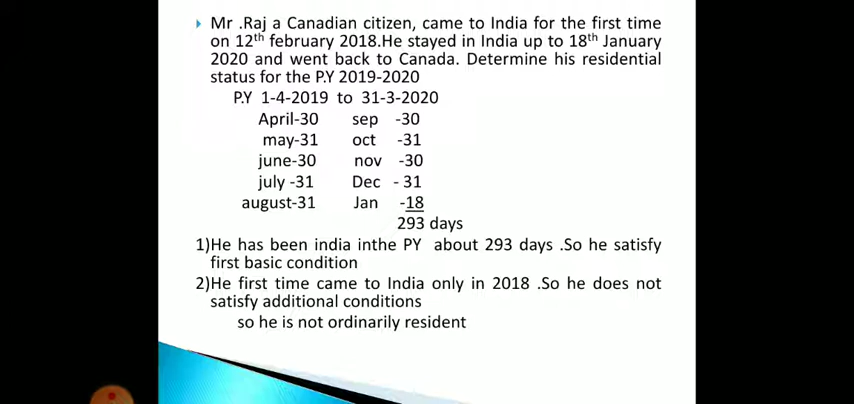 Mr .Raj a Canadian citizen, came to India for the first time
on 12th february 2018.He stayed in India up to 18th January
2020 and went back to Canada. Determine his residential
status for the P.Y 2019-2020
P.Y 1-4-2019 to 31-3-2020
April-30 sep -30
may-31 oct -31
june-30 nov -30
july -31 Dec - 31
august-31 Jan -18
293 days
1)He has been india inthe PY about 293 days .So he satisfy
first basic condition
2)He first time came to India only in 2018 .So he does not
satisfy additional conditions
so he is not ordinarily resident